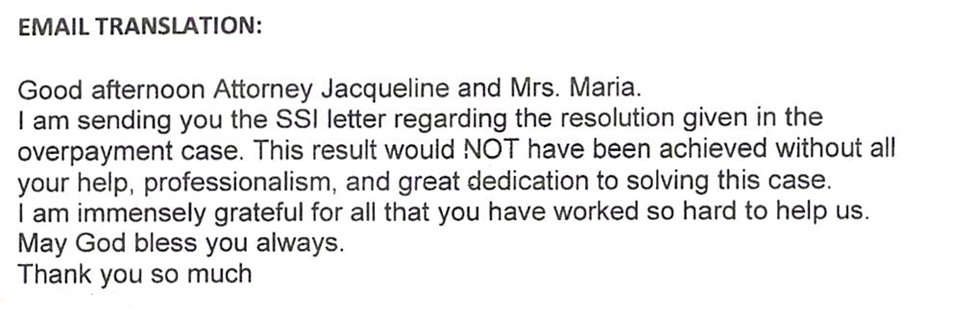 EMAIL TRANSLATION:
Good afternoon Attorney Jacqueline and Mrs. Maria.
I am sending you the SSI letter regarding the resolution given in the
overpayment case. This result would NOT have been achieved without all
your help, professionalism, and great dedication to solving this case.
I am immensely grateful for all that you have worked so hard to help us.
May God bless you always.
Thank you so much